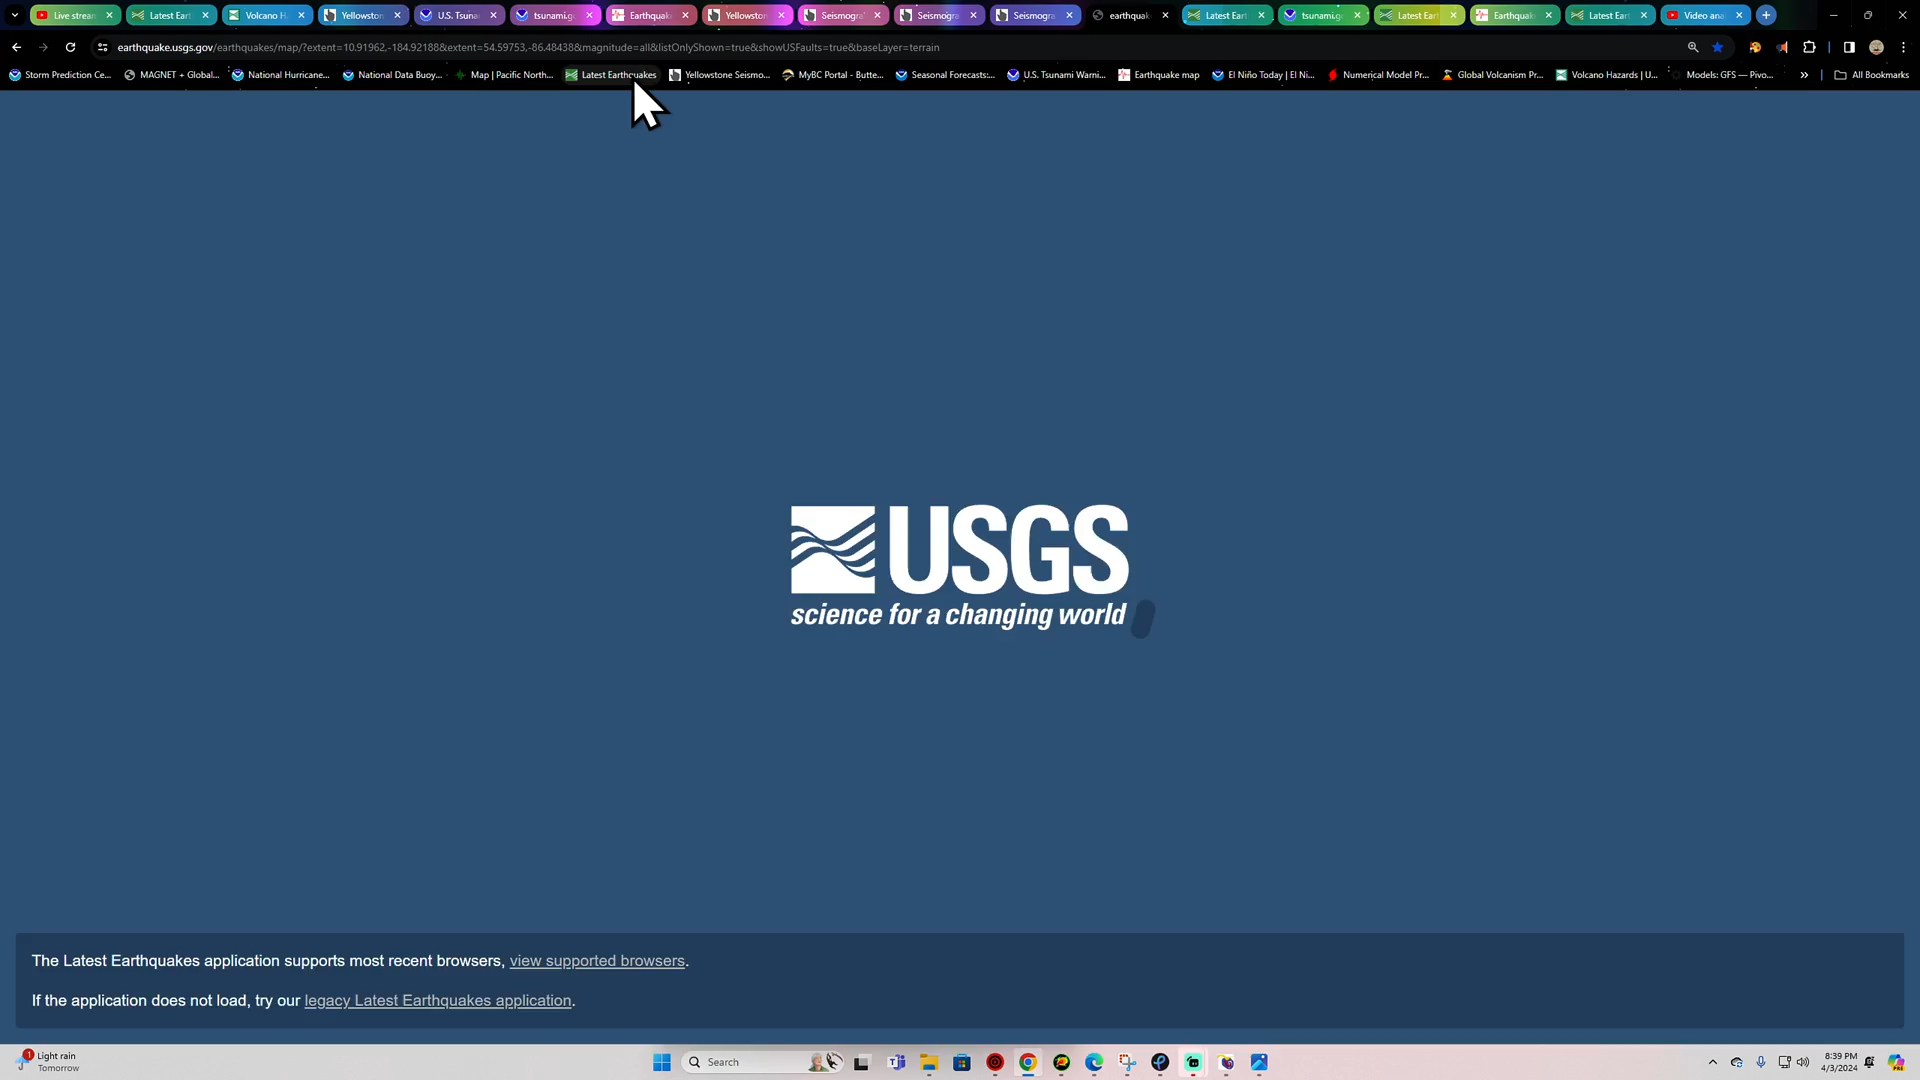 Live stream
Latest Eart
Volcano H
Yellowston
U.S. Tsuna
tsunami.g
Earthquak
Yellowston
Seismogra
Seismogra
Seismogra
earthquak
Latest Eart
tsunami.g
Latest Eart
Earthquak
Latest Eart
Video ana
earthquake.usgs.gov/earthquakes/map/?extent=10.91962,-184.92188&extent=54.59753,-86.48438&magnitude=all&listOnlyShown=true&showUSFaults=true&baseLayer=terrain
Storm Prediction Ce...
MAGNET + Global...
National Hurricane...
National Data Buoy...
Map | Pacific North...
Latest Earthquakes
Yellowstone Seismo...
MyBC Portal - Butte...
Seasonal Forecasts:...
U.S. Tsunami Warni...
Earthquake map
El Niño Today | El Ni...
Numerical Model Pr...
Global Volcanism Pr...
Volcano Hazards | U...
Models: GFS — Pivo...
All Bookmarks
USGS
science for a changing world
The Latest Earthquakes application supports most recent browsers, view supported browsers.
If the application does not load, try our legacy Latest Earthquakes application.
1
Light rain
Tomorrow
Search
8:39 PM
4/3/2024
PRE